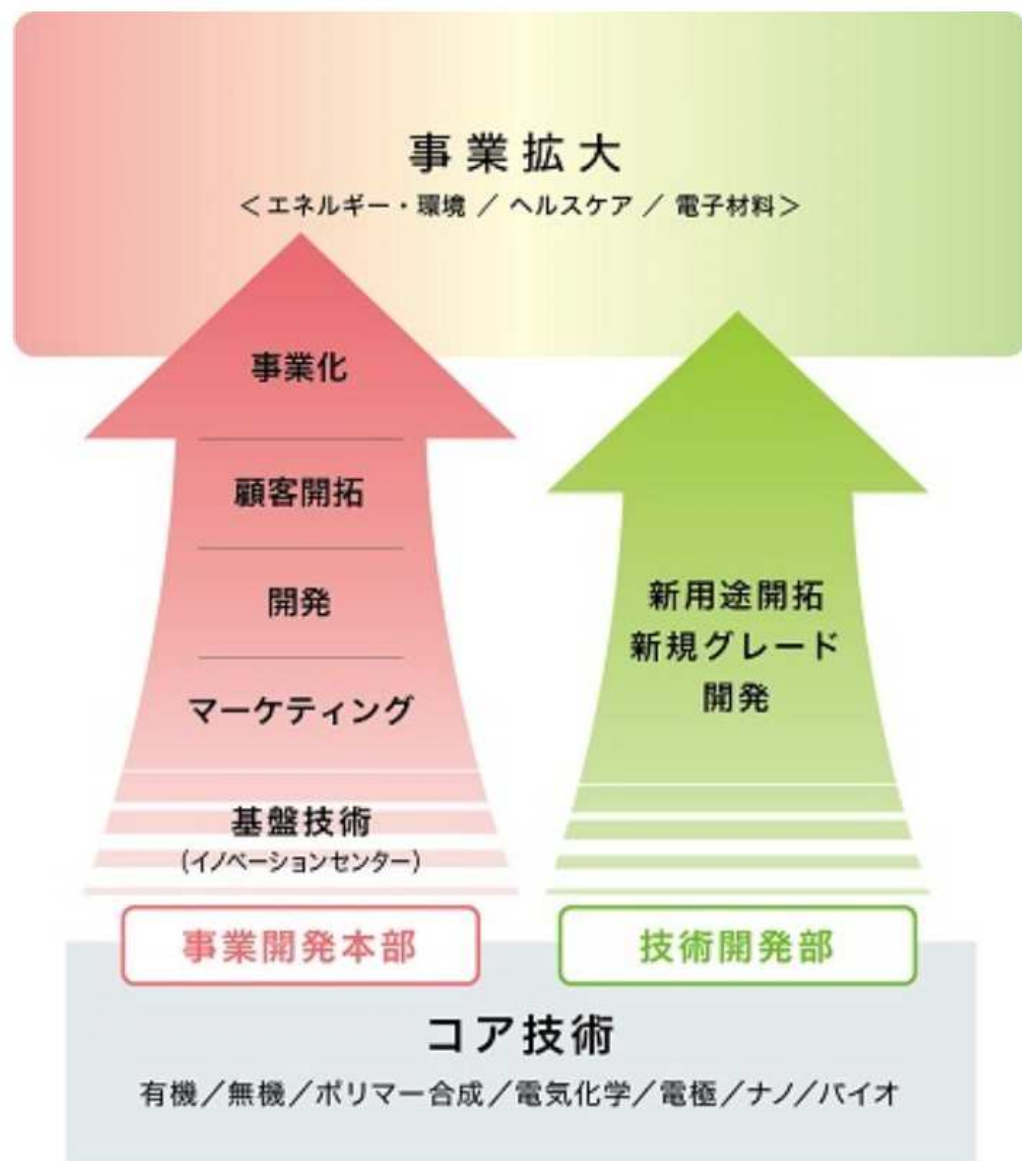 事業拡大
＜エネルギー・環境 ／ ヘルスケア ／ 電子材料＞
事業化
顧客開拓
開発
マーケティング
基盤技術
(イノベーションセンター)
事業開発本部
新用途開拓
新規グレード
開発
技術開発部
コア技術
有機／無機／ポリマー合成／電気化学／電極／ナノ／バイオ